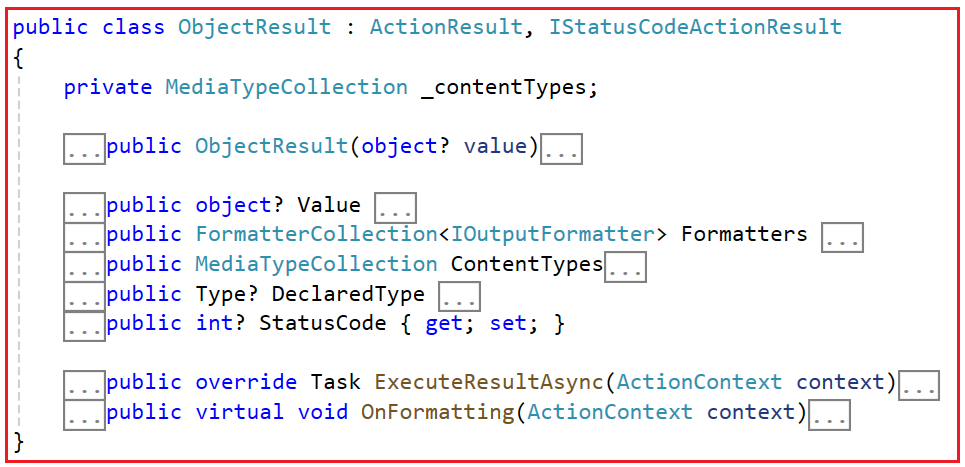 public class ObjectResult : ActionResult, IStatusCodeActionResult
{
private MediaTypeCollection _contentTypes;
...public ObjectResult(object? value)...
...public object? Value ...
...public FormatterCollection<IOutputFormatter> Formatters ...
...public MediaTypeCollection ContentTypes...
...public Type? DeclaredType ...
...public int? StatusCode { get; set; }
...public override Task ExecuteResultAsync(ActionContext context)...
...public virtual void OnFormatting(ActionContext context)...
}